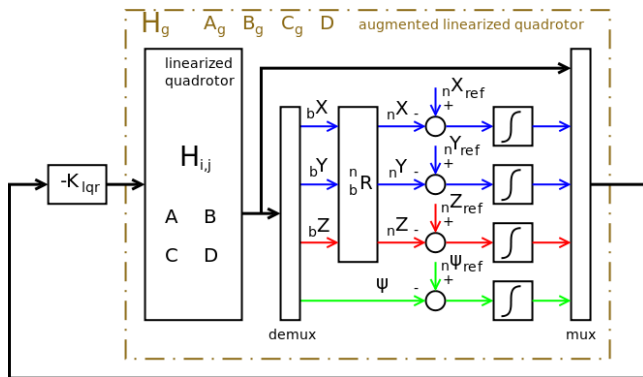 Hg Ag Bg Cg D augmented linearized quadrotor
linearized
quadrotor
Hi,j
A B
C D
-Klqr
bX
bY
bZ
ψ
demux
nbR
nX - nXref +
nY - nYref +
nZ - nZref +
- nψref +
∫
∫
∫
∫
mux